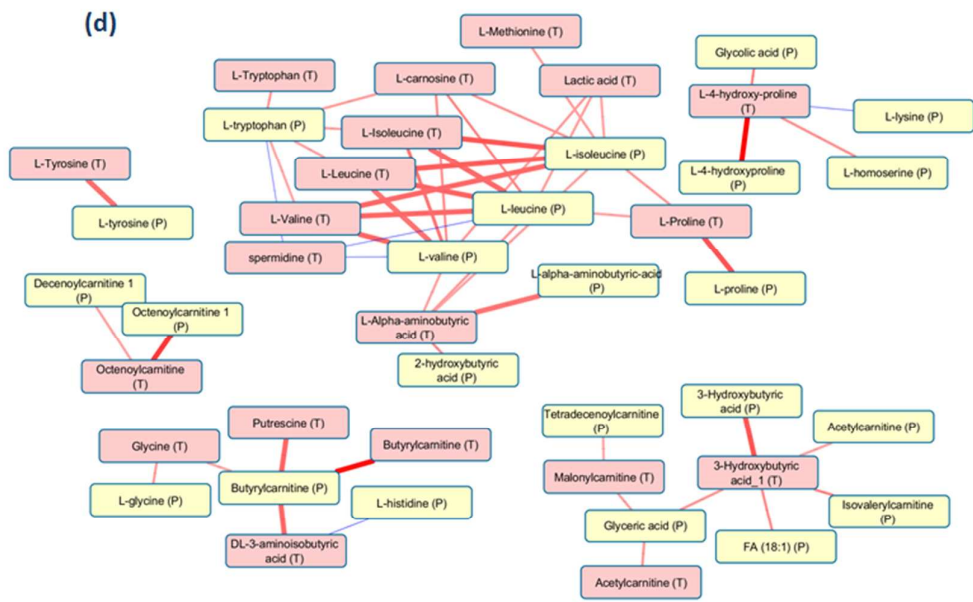 (d)
L-Methionine (T)
Glycolic acid (P)
L-Tryptophan (T)
L-carnosine (T)
Lactic acid (T)
L-4-hydroxy-proline
(T)
L-lysine (P)
L-tryptophan (P)
L-Isoleucine (T)
L-isoleucine (P)
L-Tyrosine (T)
L-Leucine (T)
L-4-hydroxyproline
(P)
L-homoserine (P)
L-tyrosine (P)
L-Valine (T)
L-leucine (P)
L-Proline (T)
spermidine (T)
L-valine (P)
L-alpha-aminobutyric-acid
(P)
L-proline (P)
Decenoylcarnitine 1
(P)
Octenoylcarnitine 1
(P)
L-Alpha-aminobutyric
acid (T)
Octenoylcarnitine
(T)
2-hydroxybutyric
acid (P)
3-Hydroxybutyric
acid (P)
Tetradecenoylcarnitine
(P)
Acetylcarnitine (P)
Putrescine (T)
Glycine (T)
Butyrylcarnitine (T)
3-Hydroxybutyric
acid_1 (T)
Malonylcarnitine (T)
Butyrylcarnitine (P)
L-glycine (P)
L-histidine (P)
Isovalerylcarnitine
(P)
Glyceric acid (P)
DL-3-aminoisobutyric
acid (T)
FA (18:1) (P)
Acetylcarnitine (T)